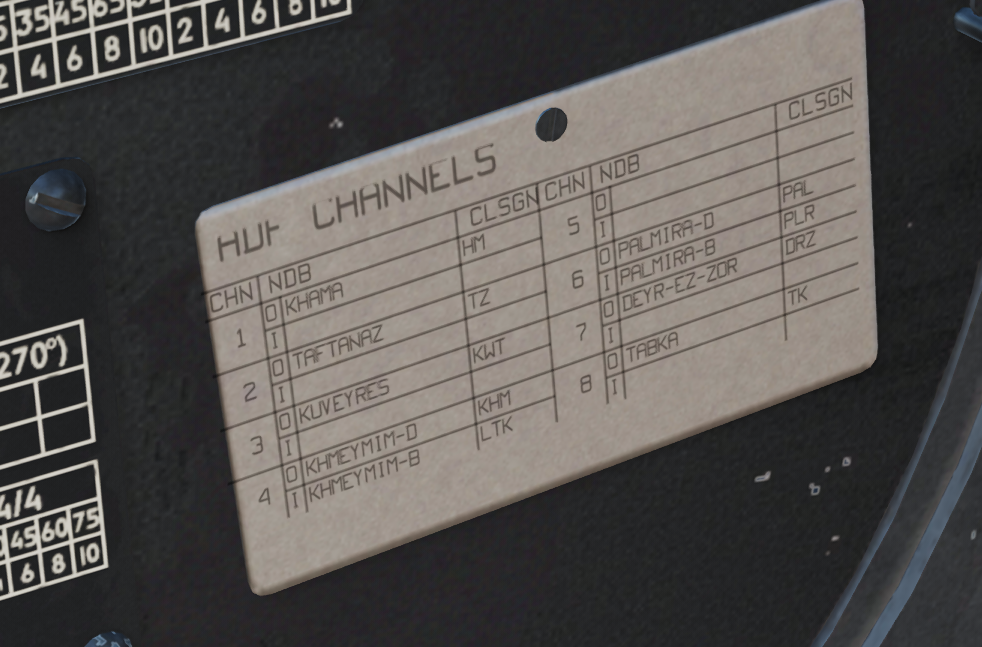 35 45 65
2 4 6 8 10 2 4 6 8 10
CHANNELS
CHN NDB CLSGN
1 O KHAMA HM
I
2 O TAFTANAZ TZ
I
3 O KUVEYRES KWT
I
4 O KHMEYMIM-D KHM
I KHMEYMIM-B LTK
CHN NDB CLSGN
5 O
I
6 O PALMIRA-D PAL
I PALMIRA-B PLR
7 O DEYR-EZ-ZOR DRZ
I
8 O TABKA TK
I
270°)
4/4
45 60 75
6 8 10